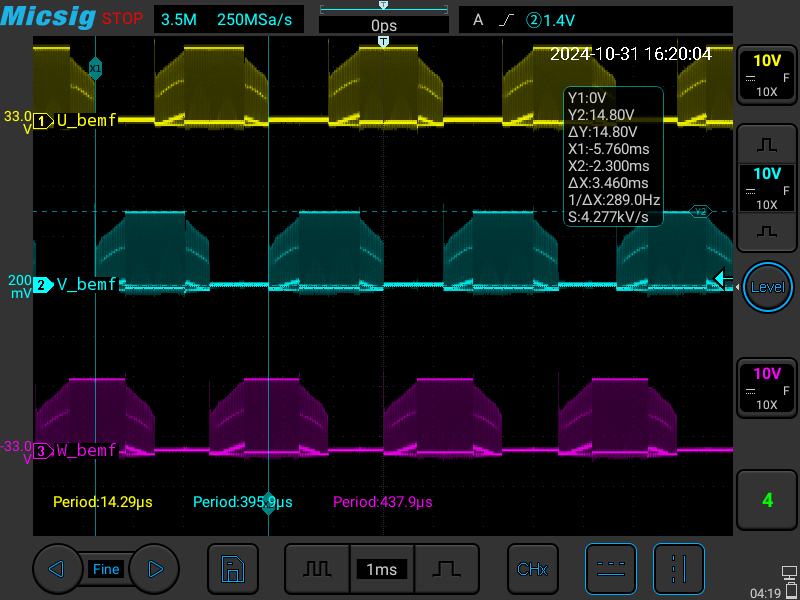 Micsig STOP 3.5M 250MSa/s 0ps A ②1.4V
T
2024-10-31 16:20:04
10V
F
10X
X1
33.0
V
1 U_bemf
Y1:0V
Y2:14.80V
ΔY:14.80V
X1:-5.760ms
X2:-2.300ms
ΔX:3.460ms
1/ΔX:289.0Hz
S:4.277kV/s
10V
F
10X
Y2
200
mV
2 V_bemf
Level
10V
F
10X
-33.0
V
3 W_bemf
Period:14.29µs Period:395.9µs Period:437.9µs
4
Fine 1ms CHx
04:19